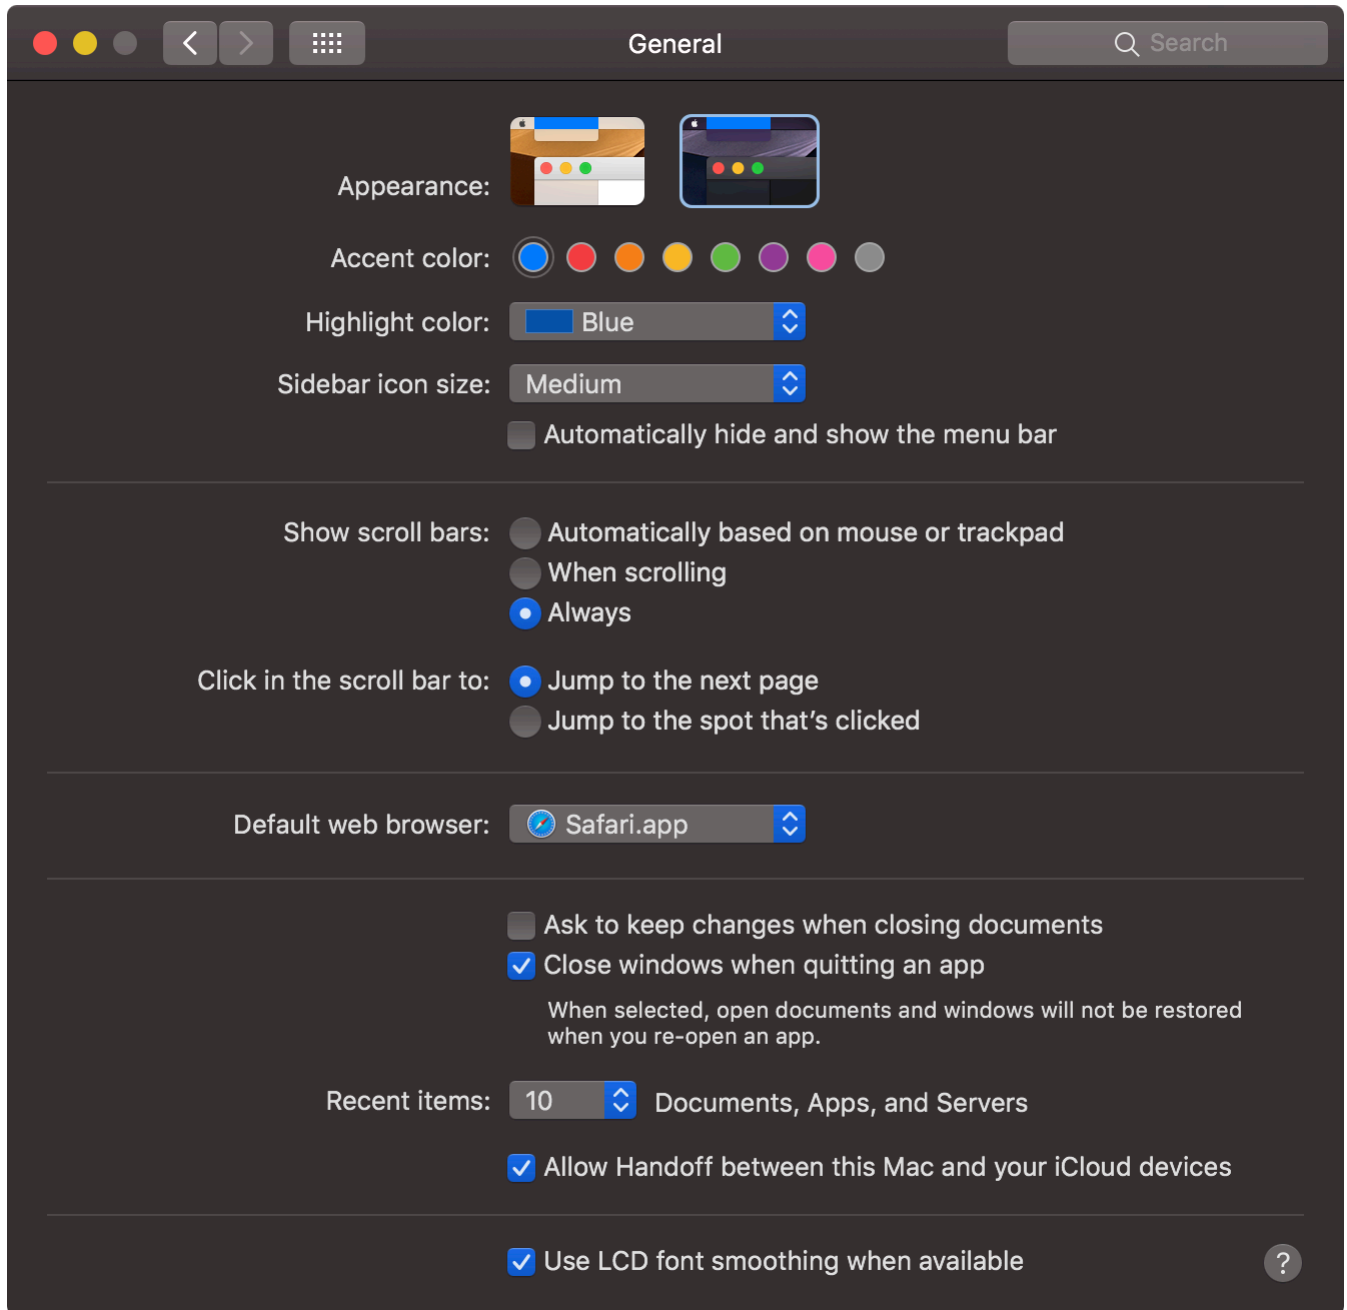 General
Search
Appearance:
Accent color:
Highlight color: Blue
Sidebar icon size: Medium
Automatically hide and show the menu bar
Show scroll bars: Automatically based on mouse or trackpad
When scrolling
Always
Click in the scroll bar to: Jump to the next page
Jump to the spot that’s clicked
Default web browser: Safari.app
Ask to keep changes when closing documents
Close windows when quitting an app
When selected, open documents and windows will not be restored
when you re-open an app.
Recent items: 10 Documents, Apps, and Servers
Allow Handoff between this Mac and your iCloud devices
Use LCD font smoothing when available ?